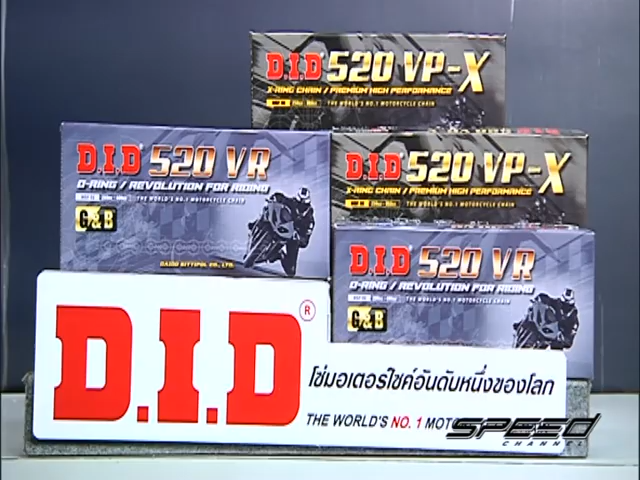 D.I.D 520 VP-X
X-RING CHAIN / PREMIUM HIGH PERFORMANCE
THE WORLD'S NO.1 MOTORCYCLE CHAIN
D.I.D 520 VR
O-RING / REVOLUTION FOR RIDING
THE WORLD'S NO.1 MOTORCYCLE CHAIN
G&B
DAIDO SITTIPOL CO., LTD.
D.I.D 520 VP-X
X-RING CHAIN / PREMIUM HIGH PERFORMANCE
THE WORLD'S NO.1 MOTORCYCLE CHAIN
D.I.D 520 VR
O-RING / REVOLUTION FOR RIDING
THE WORLD'S NO.1 MOTORCYCLE CHAIN
G&B
D.I.D ®
โซ่มอเตอร์ไซค์อันดับหนึ่งของโลก
THE WORLD'S NO. 1
SPEED
CHANNEL